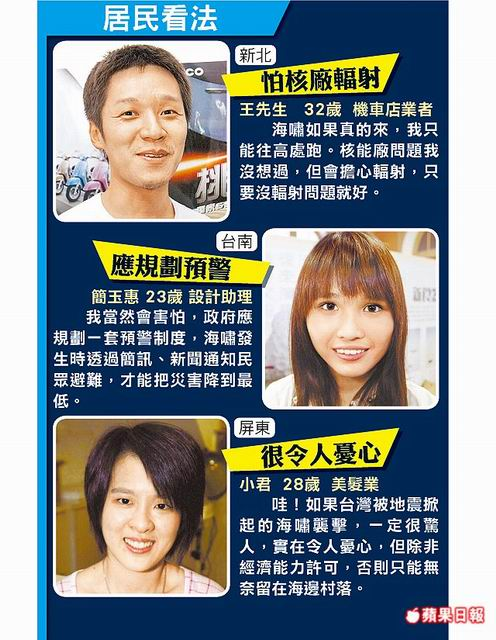 居民看法
新北
怕核廠輻射
王先生 32歲 機車店業者
海嘯如果真的來，我只
能往高處跑。核能廠問題我
沒想過，但會擔心輻射，只
要沒輻射問題就好。
台南
應規劃預警
簡玉惠 23歲 設計助理
我當然會害怕，政府應
規劃一套預警制度，海嘯發
生時透過簡訊、新聞通知民
眾避難，才能把災害降到最
低。
屏東
很令人憂心
小君 28歲 美髮業
哇！如果台灣被地震掀
起的海嘯襲擊，一定很驚
人，實在令人憂心，但除非
經濟能力許可，否則只能無
奈留在海邊村落。
蘋果日報